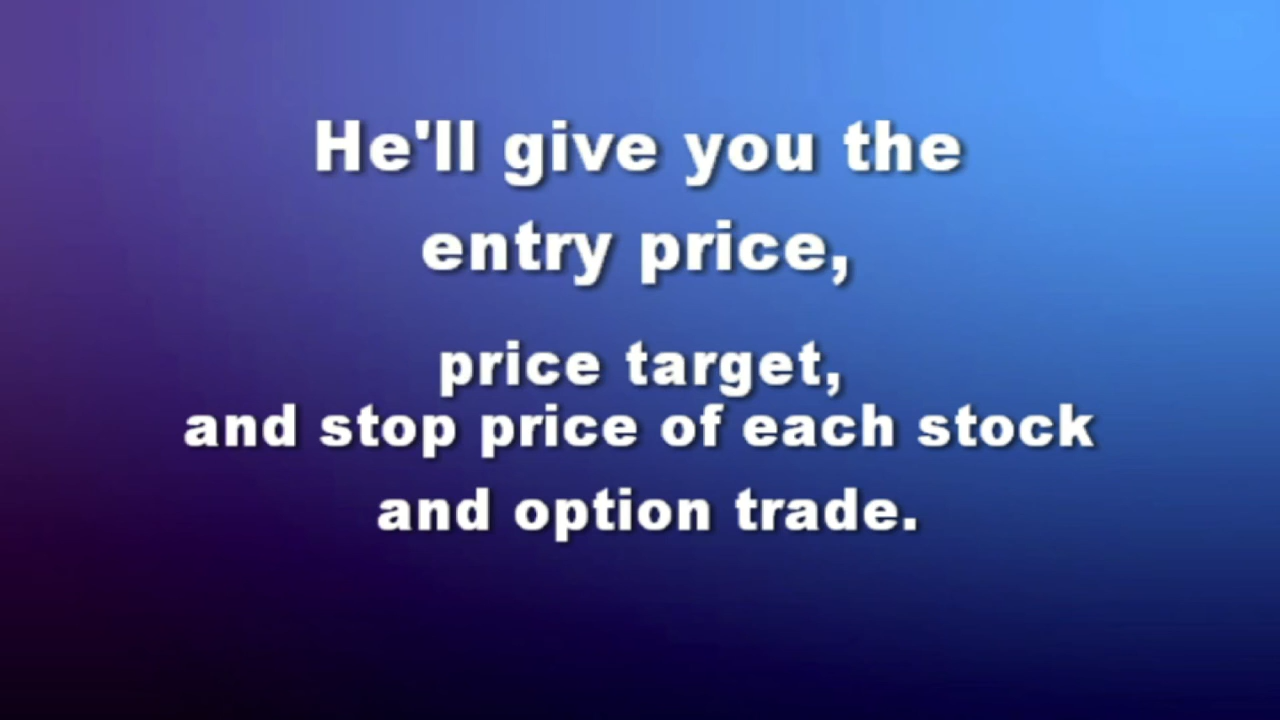 He'll give you the
entry price,
price target,
and stop price of each stock
and option trade.